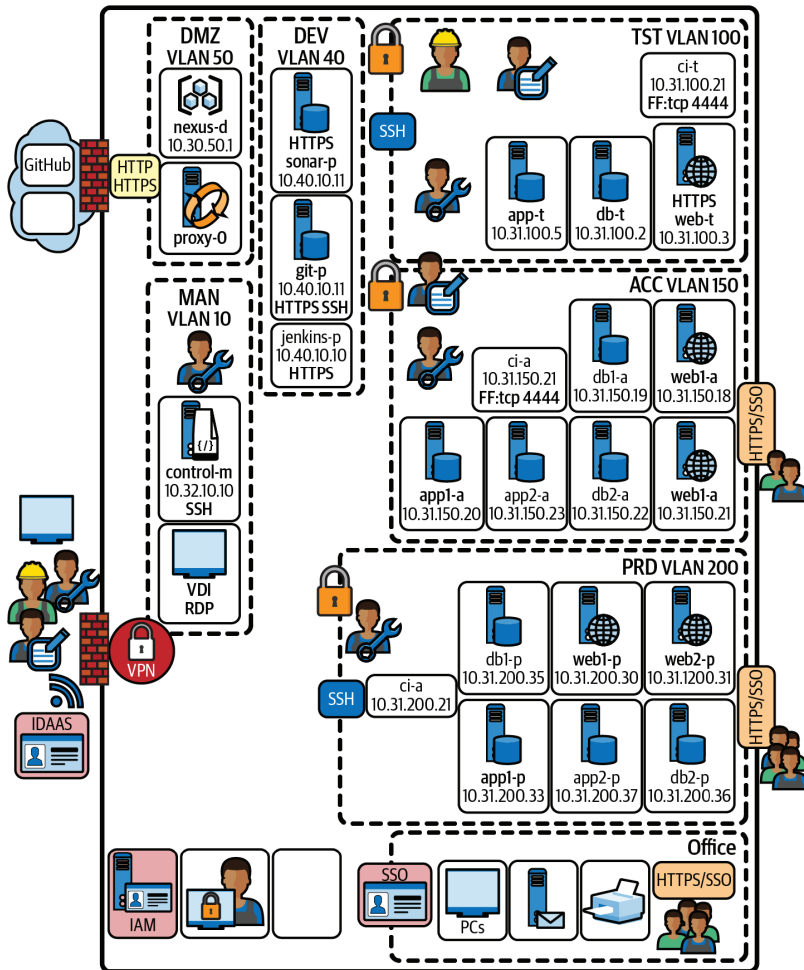 DMZ
VLAN 50
nexus-d
10.30.50.1
proxy-0
GitHub
HTTP
HTTPS
DEV
VLAN 40
HTTPS
sonar-p
10.40.10.11
git-p
10.40.10.11
HTTPS SSH
jenkins-p
10.40.10.10
HTTPS
MAN
VLAN 10
{/}
control-m
10.32.10.10
SSH
VDI
RDP
VPN
IDAAS
TST VLAN 100
ci-t
10.31.100.21
FF:tcp 4444
SSH
app-t
10.31.100.5
db-t
10.31.100.2
HTTPS
web-t
10.31.100.3
ACC VLAN 150
ci-a
10.31.150.21
FF:tcp 4444
db1-a
10.31.150.19
web1-a
10.31.150.18
app1-a
10.31.150.20
app2-a
10.31.150.23
db2-a
10.31.150.22
web1-a
10.31.150.21
HTTPS/SSO
PRD VLAN 200
SSH
ci-a
10.31.200.21
db1-p
10.31.200.35
web1-p
10.31.200.30
web2-p
10.31.1200.31
app1-p
10.31.200.33
app2-p
10.31.200.37
db2-p
10.31.200.36
HTTPS/SSO
IAM
SSO
Office
PCs
HTTPS/SSO